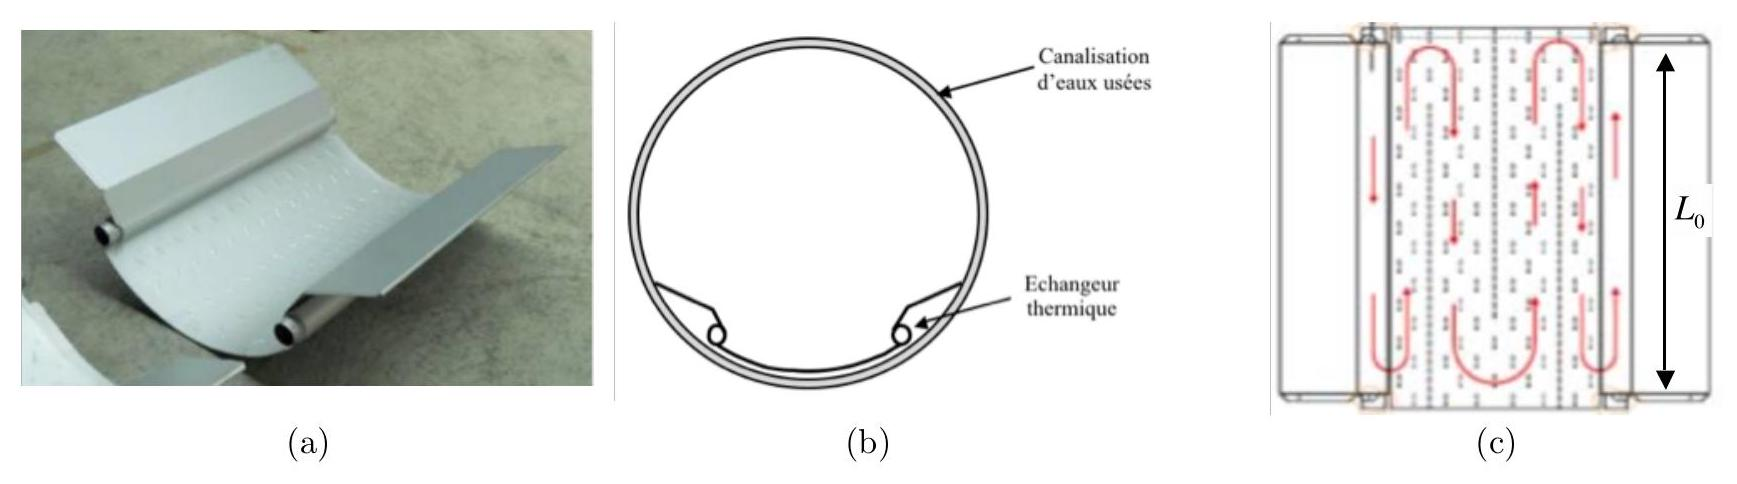 Canalisation
d'eaux usées
Echangeur
thermique
L₀
(a)
(b)
(c)